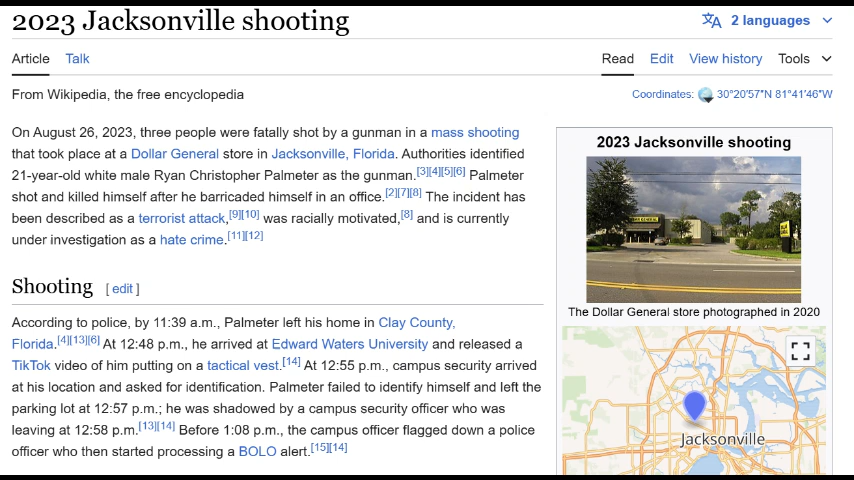 2023 Jacksonville shooting
2 languages
Article Talk Read Edit View history Tools
From Wikipedia, the free encyclopedia
Coordinates: 30°20′57″N 81°41′46″W
On August 26, 2023, three people were fatally shot by a gunman in a mass shooting
that took place at a Dollar General store in Jacksonville, Florida. Authorities identified
21-year-old white male Ryan Christopher Palmeter as the gunman.[3][4][5][6] Palmeter
shot and killed himself after he barricaded himself in an office.[2][7][8] The incident has
been described as a terrorist attack,[9][10] was racially motivated,[8] and is currently
under investigation as a hate crime.[11][12]
Shooting [ edit ]
According to police, by 11:39 a.m., Palmeter left his home in Clay County,
Florida.[4][13][6] At 12:48 p.m., he arrived at Edward Waters University and released a
TikTok video of him putting on a tactical vest.[14] At 12:55 p.m., campus security arrived
at his location and asked for identification. Palmeter failed to identify himself and left the
parking lot at 12:57 p.m.; he was shadowed by a campus security officer who was
leaving at 12:58 p.m.[13][14] Before 1:08 p.m., the campus officer flagged down a police
officer who then started processing a BOLO alert.[15][14]
2023 Jacksonville shooting
The Dollar General store photographed in 2020
Jacksonville